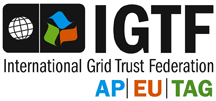 IGTF
International Grid Trust Federation
AP|EU|TAG